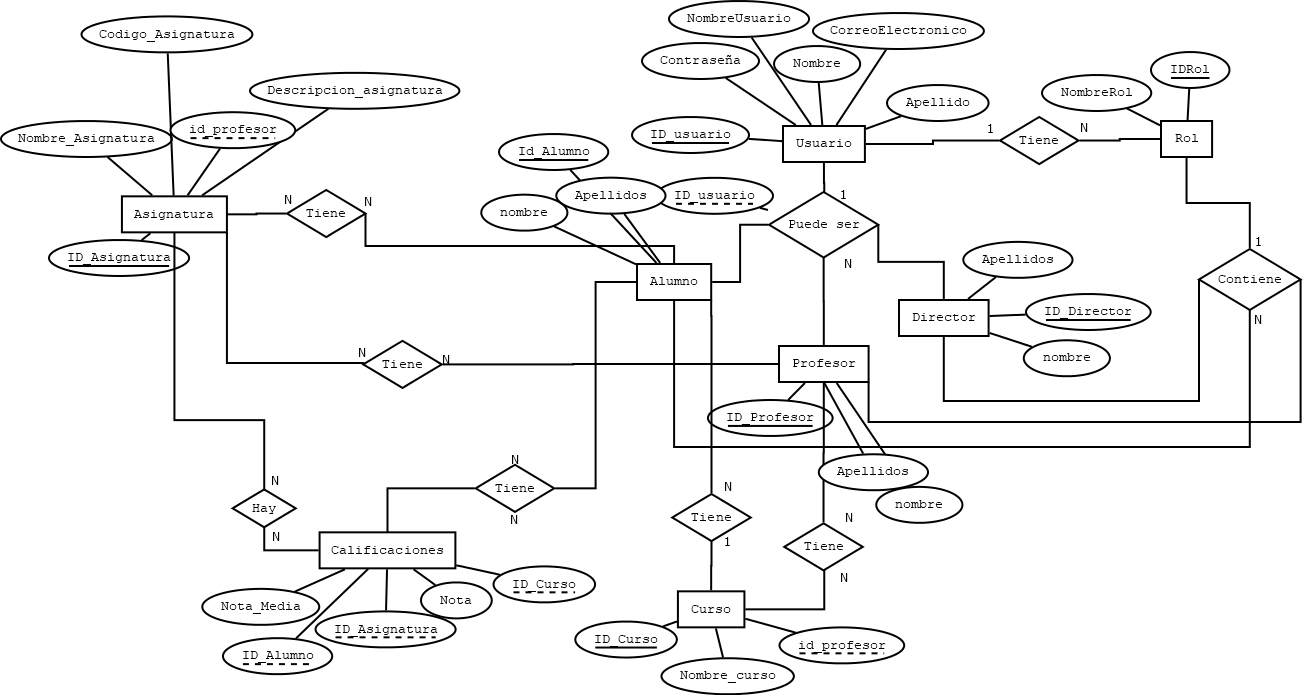 NombreUsuario
Codigo_Asignatura
CorreoElectronico
Contraseña
Nombre
IDRol
NombreRol
Descripcion_asignatura
Apellido
Nombre_Asignatura
id_profesor
ID_usuario
1
N
Usuario
Tiene
Rol
Id_Alumno
Apellidos
ID_usuario
1
N
N
nombre
Asignatura
Tiene
Puede ser
1
ID_Asignatura
Apellidos
N
Alumno
Contiene
ID_Director
Director
N
N
N
nombre
Tiene
Profesor
ID_Profesor
N
Apellidos
N
N
Tiene
nombre
Hay
N
Tiene
N
N
1
Tiene
Calificaciones
N
ID_Curso
Nota
Nota_Media
Curso
ID_Asignatura
ID_Curso
id_profesor
ID_Alumno
Nombre_curso